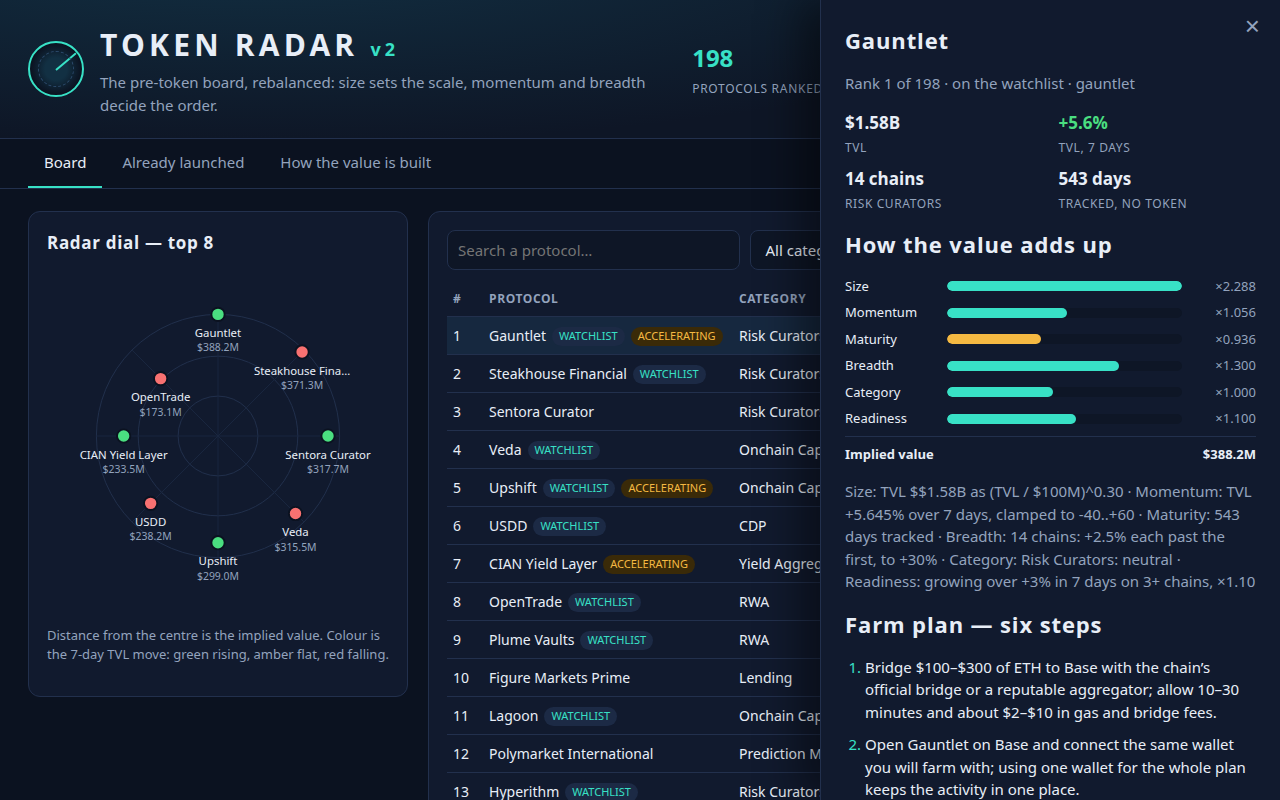 TOKEN RADAR v2
The pre-token board, rebalanced: size sets the scale, momentum and breadth
decide the order.
198
PROTOCOLS RANKED
Board
Already launched
How the value is built
Radar dial — top 8
Gauntlet
$388.2M
Steakhouse Fina...
$371.3M
OpenTrade
$173.1M
CIAN Yield Layer
$233.5M
Sentora Curator
$317.7M
USDD
$238.2M
Veda
$315.5M
Upshift
$299.0M
Distance from the centre is the implied value. Colour is
the 7-day TVL move: green rising, amber flat, red falling.
Search a protocol...
All categ
# PROTOCOL CATEGORY
1 Gauntlet WATCHLIST ACCELERATING Risk Curator
2 Steakhouse Financial WATCHLIST Risk Curator
3 Sentora Curator Risk Curator
4 Veda WATCHLIST Onchain Cap
5 Upshift WATCHLIST ACCELERATING Onchain Cap
6 USDD WATCHLIST CDP
7 CIAN Yield Layer ACCELERATING Yield Aggreg
8 OpenTrade WATCHLIST RWA
9 Plume Vaults WATCHLIST RWA
10 Figure Markets Prime Lending
11 Lagoon WATCHLIST Onchain Cap
12 Polymarket International Prediction M
13 Hyperithm WATCHLIST Risk Curator
×
Gauntlet
Rank 1 of 198 · on the watchlist · gauntlet
$1.58B
TVL
+5.6%
TVL, 7 DAYS
14 chains
RISK CURATORS
543 days
TRACKED, NO TOKEN
How the value adds up
Size ×2.288
Momentum ×1.056
Maturity ×0.936
Breadth ×1.300
Category ×1.000
Readiness ×1.100
Implied value $388.2M
Size: TVL $$1.58B as (TVL / $100M)^0.30 · Momentum: TVL
+5.645% over 7 days, clamped to -40..+60 · Maturity: 543
days tracked · Breadth: 14 chains: +2.5% each past the
first, to +30% · Category: Risk Curators: neutral ·
Readiness: growing over +3% in 7 days on 3+ chains, ×1.10
Farm plan — six steps
1. Bridge $100–$300 of ETH to Base with the chain’s
official bridge or a reputable aggregator; allow 10–30
minutes and about $2–$10 in gas and bridge fees.
2. Open Gauntlet on Base and connect the same wallet
you will farm with; using one wallet for the whole plan
keeps the activity in one place.